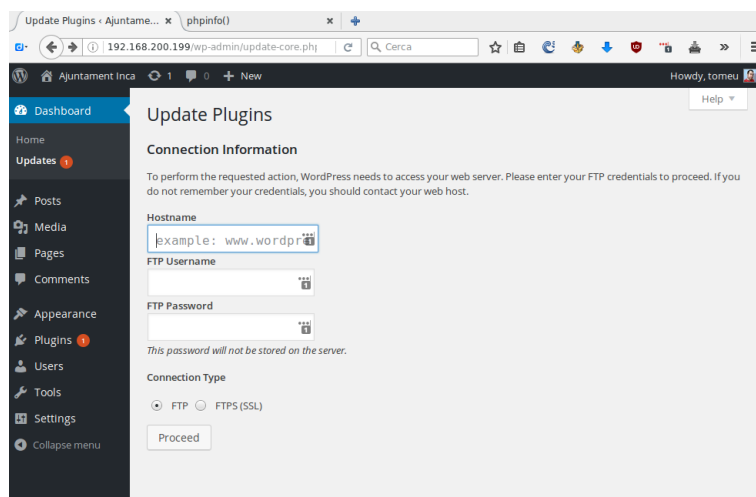 Update Plugins ‹ Ajuntame... × phpinfo() ×
192.168.200.199/wp-admin/update-core.php Cerca
Ajuntament Inca 1 0 New Howdy, tomeu
Help
Dashboard
Home
Updates 1
Posts
Media
Pages
Comments
Appearance
Plugins 1
Users
Tools
Settings
Collapse menu
Update Plugins
Connection Information
To perform the requested action, WordPress needs to access your web server. Please enter your FTP credentials to proceed. If you
do not remember your credentials, you should contact your web host.
Hostname
example: www.wordpre
FTP Username
FTP Password
This password will not be stored on the server.
Connection Type
FTP FTPS (SSL)
Proceed